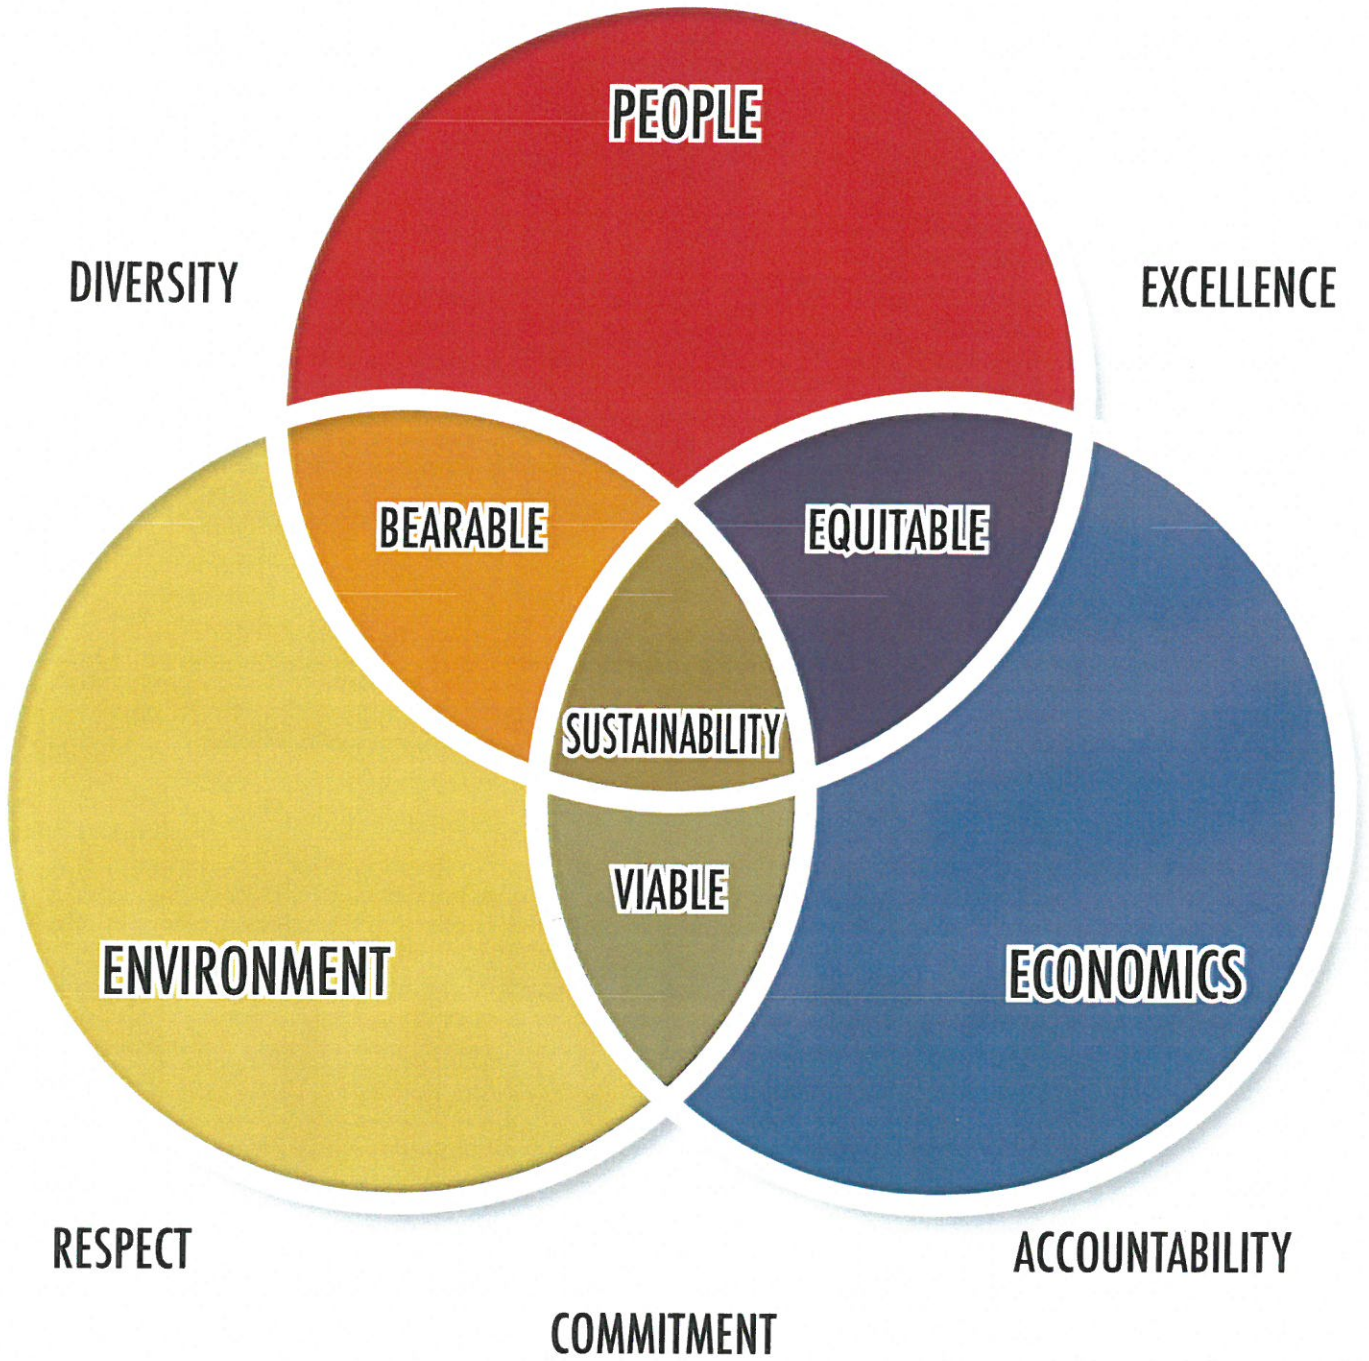 PEOPLE
DIVERSITY
EXCELLENCE
BEARABLE
EQUITABLE
SUSTAINABILITY
VIABLE
ENVIRONMENT
ECONOMICS
RESPECT
ACCOUNTABILITY
COMMITMENT